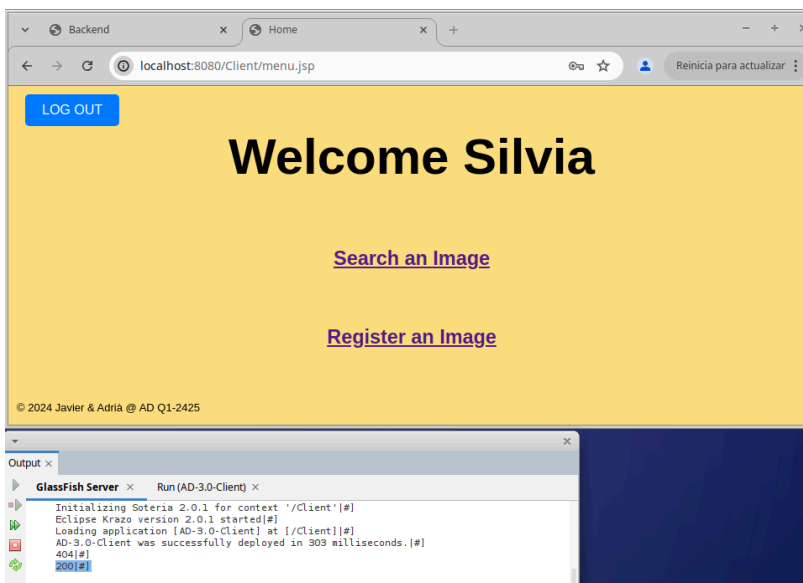 Backend
Home
localhost:8080/Client/menu.jsp
Reinicia para actualizar
LOG OUT
Welcome Silvia
Search an Image
Register an Image
© 2024 Javier & Adrià @ AD Q1-2425
Output
GlassFish Server
Run (AD-3.0-Client)
Initializing Soteria 2.0.1 for context '/Client'|#]
Eclipse Krazo version 2.0.1 started|#]
Loading application [AD-3.0-Client] at [/Client]|#]
AD-3.0-Client was successfully deployed in 303 milliseconds.|#]
404|#]
200|#]